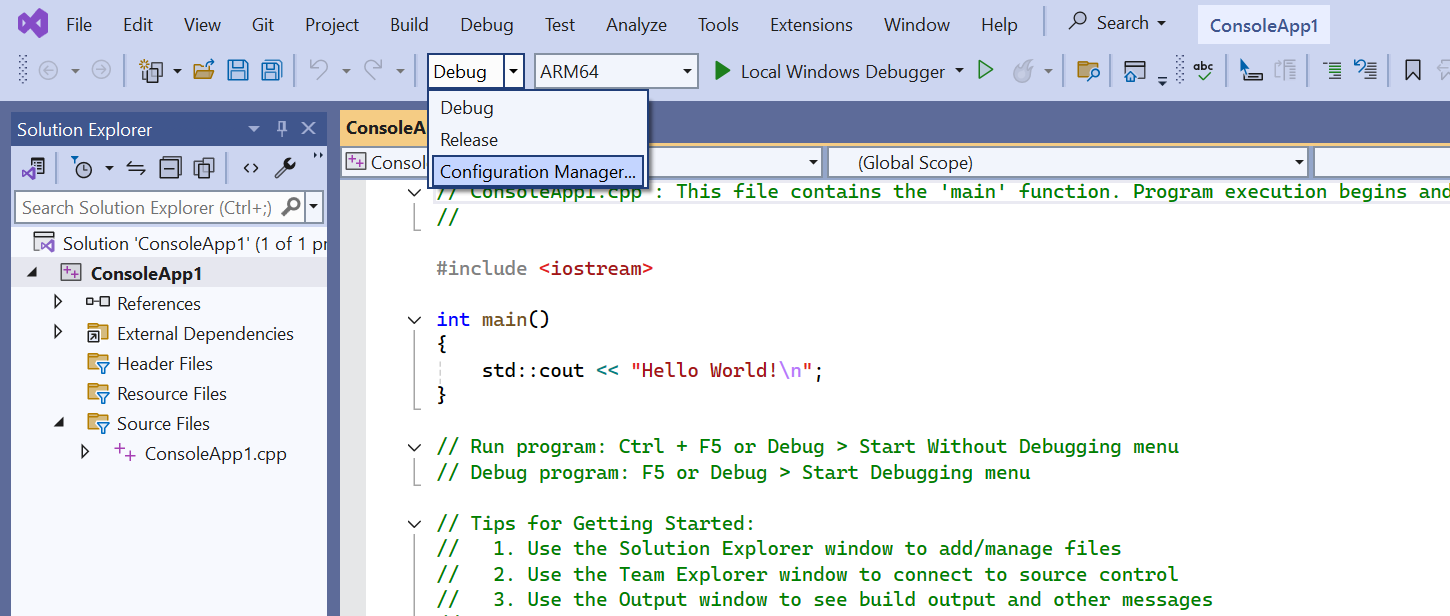 File Edit View Git Project Build Debug Test Analyze Tools Extensions Window Help Search ConsoleApp1
Debug ARM64 Local Windows Debugger abc
Debug
Release
Configuration Manager...
Solution Explorer
Search Solution Explorer (Ctrl+;)
Solution 'ConsoleApp1' (1 of 1 pr
ConsoleApp1
References
External Dependencies
Header Files
Resource Files
Source Files
ConsoleApp1.cpp
ConsoleA
Consol (Global Scope)
// ConsoleApp1.cpp : This file contains the 'main' function. Program execution begins and
//
#include <iostream>
int main()
{
std::cout << "Hello World!\n";
}
// Run program: Ctrl + F5 or Debug > Start Without Debugging menu
// Debug program: F5 or Debug > Start Debugging menu
// Tips for Getting Started:
// 1. Use the Solution Explorer window to add/manage files
// 2. Use the Team Explorer window to connect to source control
// 3. Use the Output window to see build output and other messages